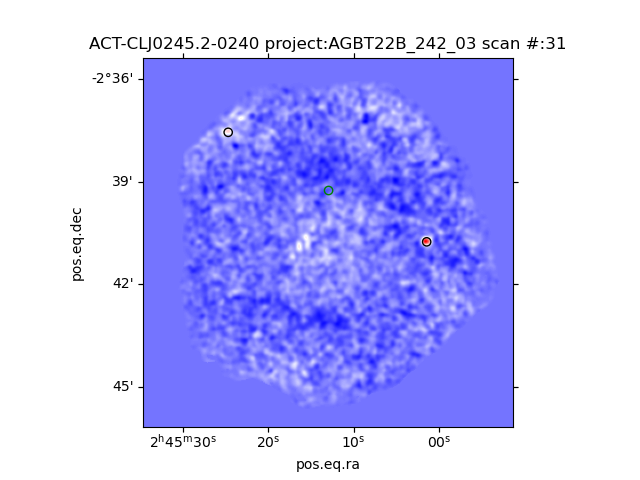 ACT-CLJ0245.2-0240 project:AGBT22B_242_03 scan #:31
-2°36'
39'
42'
45'
pos.eq.dec
2h45m30s 20s 10s 00s
pos.eq.ra